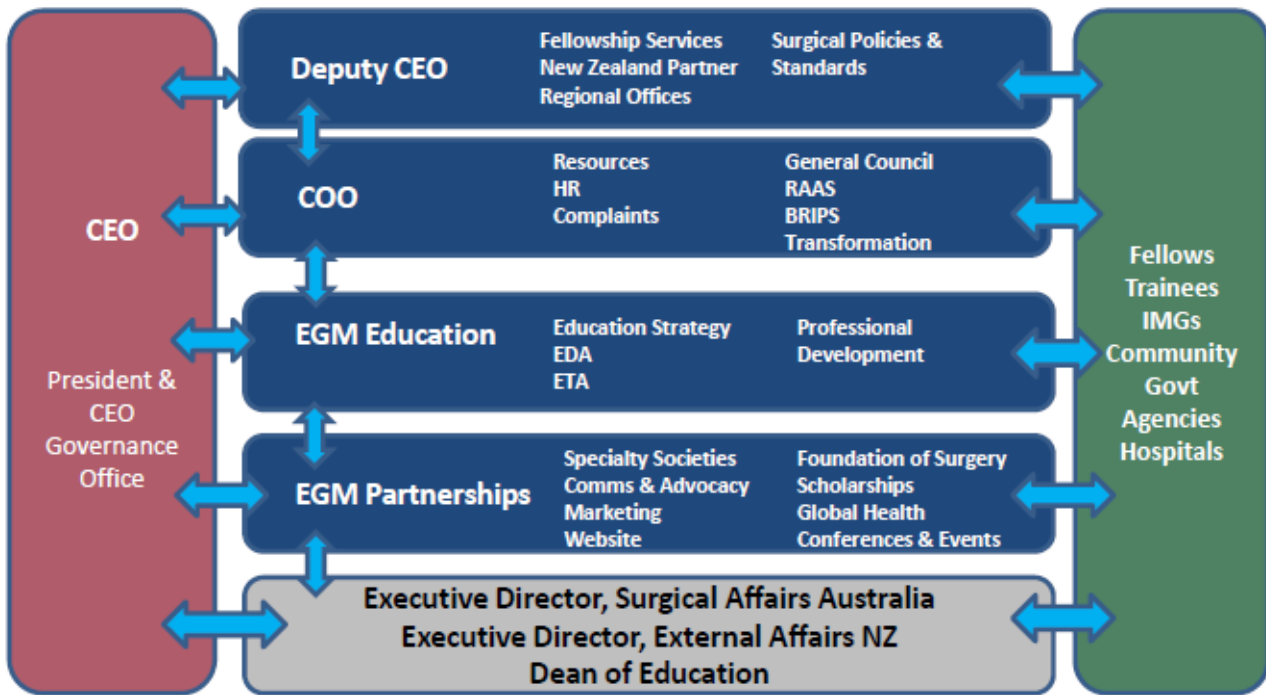 CEO
President &
CEO
Governance
Office
Deputy CEO
Fellowship Services
New Zealand Partner
Regional Offices
Surgical Policies &
Standards
COO
Resources
HR
Complaints
General Council
RAAS
BRIPS
Transformation
EGM Education
Education Strategy
EDA
ETA
Professional
Development
EGM Partnerships
Specialty Societies
Comms & Advocacy
Marketing
Website
Foundation of Surgery
Scholarships
Global Health
Conferences & Events
Executive Director, Surgical Affairs Australia
Executive Director, External Affairs NZ
Dean of Education
Fellows
Trainees
IMGs
Community
Govt
Agencies
Hospitals